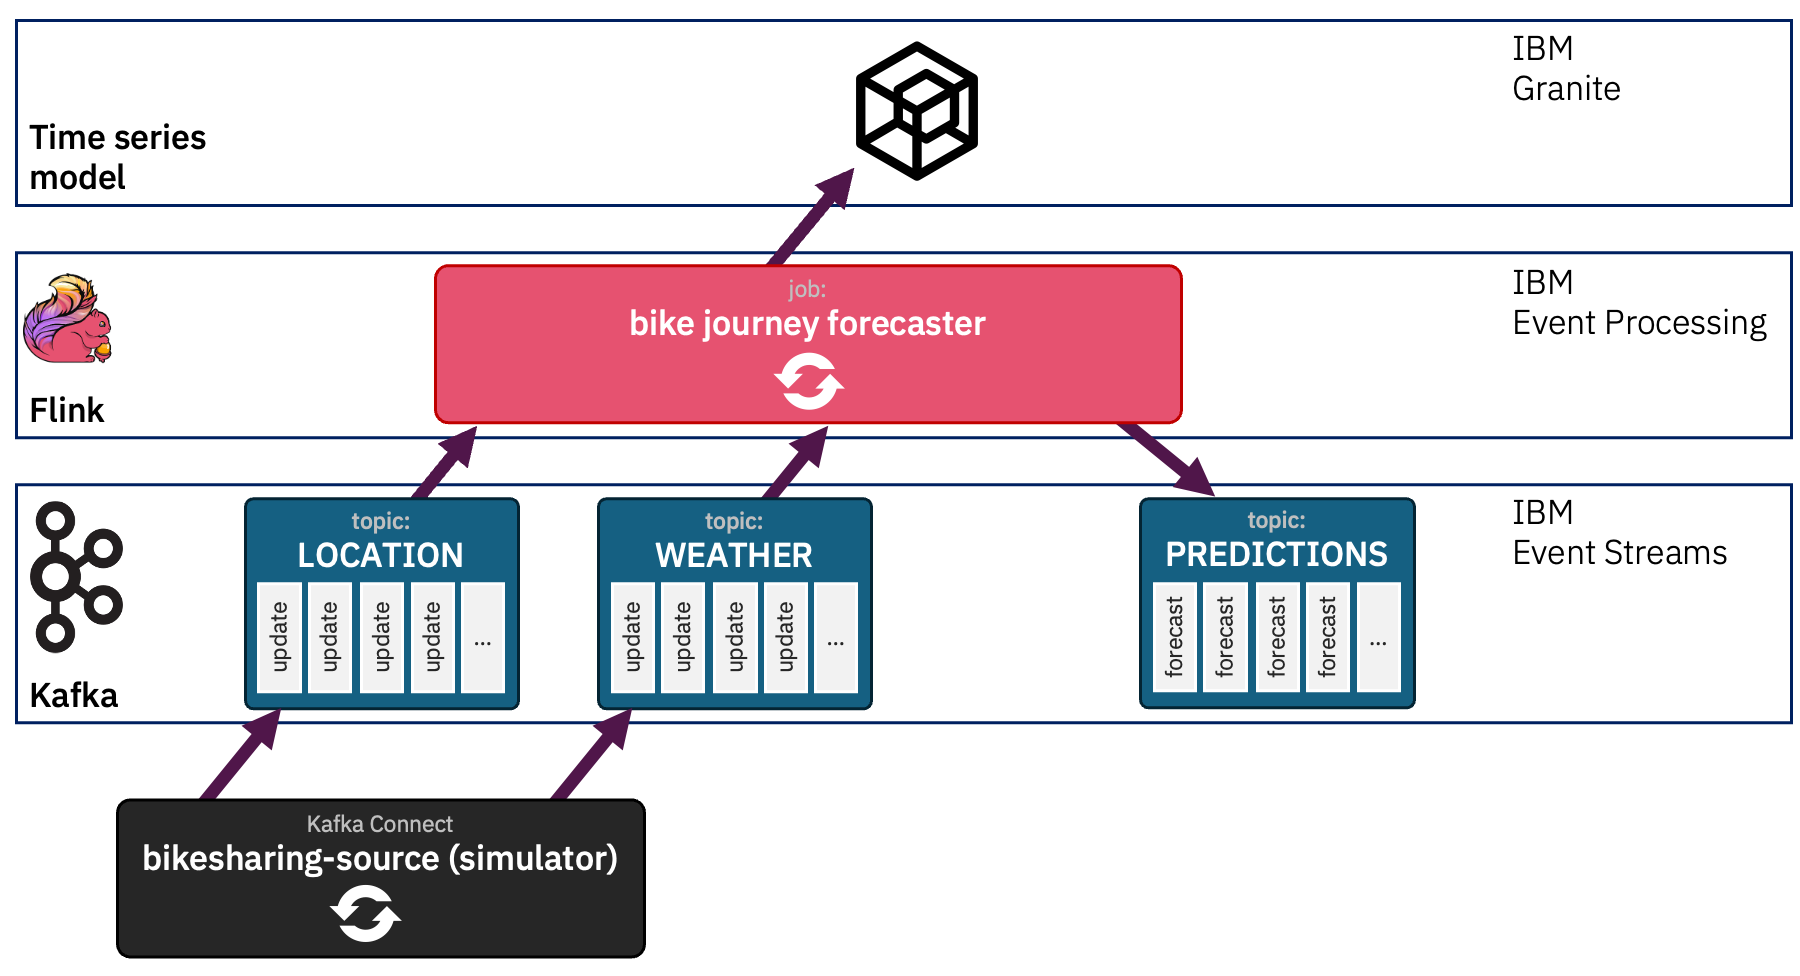 IBM
Granite
Time series
model
job:
bike journey forecaster
IBM
Event Processing
Flink
topic:
LOCATION
update
update
update
update
...
topic:
WEATHER
update
update
update
update
...
topic:
PREDICTIONS
forecast
forecast
forecast
forecast
...
IBM
Event Streams
Kafka
Kafka Connect
bikesharing-source (simulator)